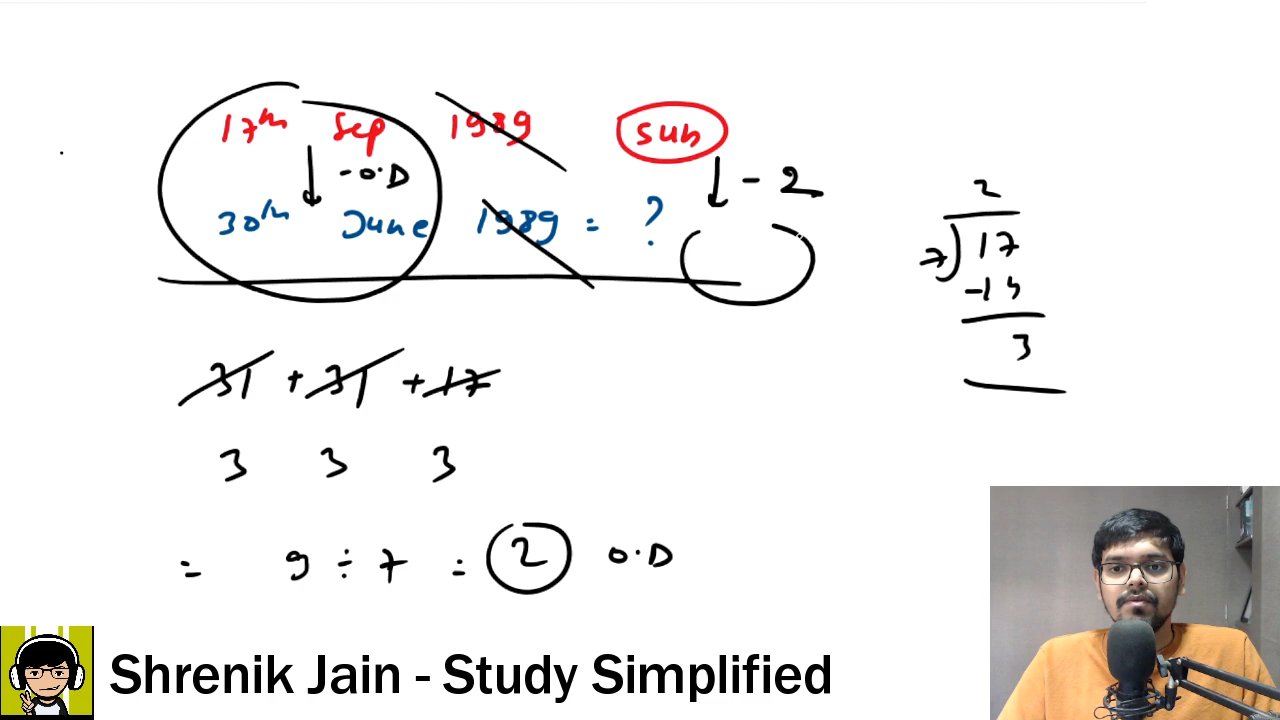 17th Sep 1989 sun
-O.D - 2
30th June 1989 = ?
2
7)17
-14
3
31 + 31 + 17
3 3 3
= 9 ÷ 7 = 2 O.D
Shrenik Jain - Study Simplified